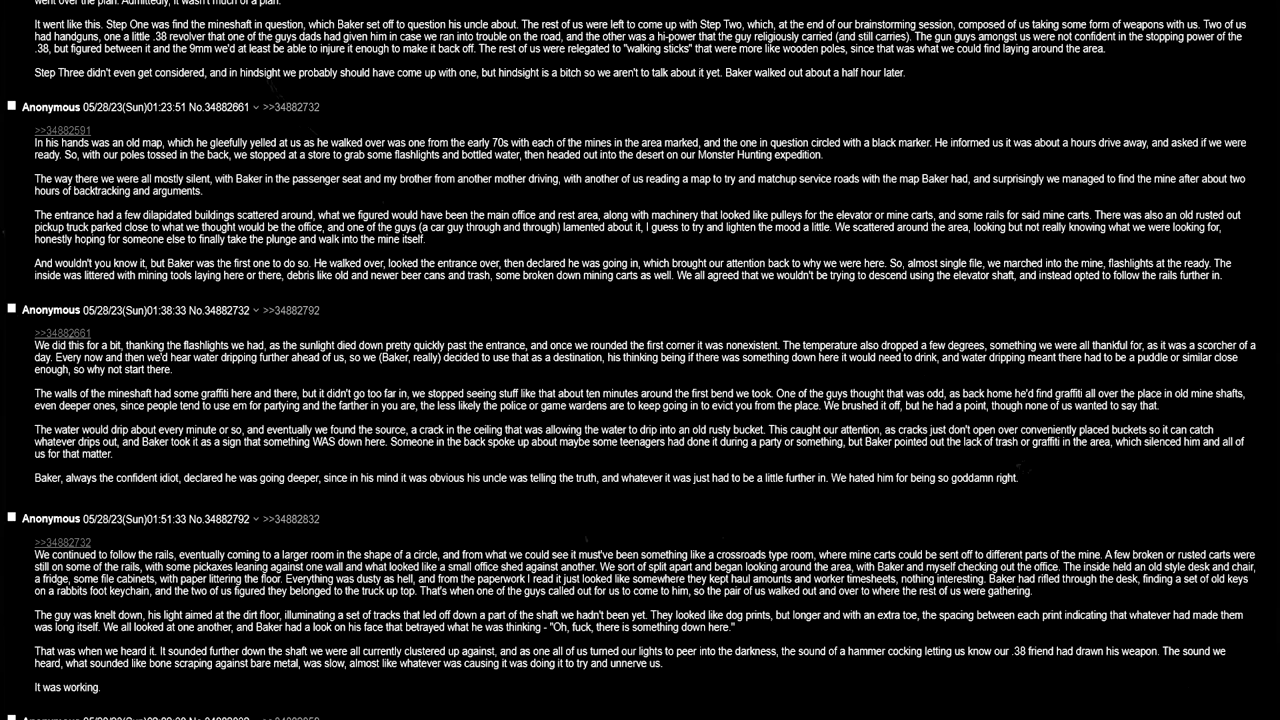 went over the plan. Admittedly, it wasn't much of a plan.
It went like this. Step One was find the mineshaft in question, which Baker set off to question his uncle about. The rest of us were left to come up with Step Two, which, at the end of our brainstorming session, composed of us taking some form of weapons with us. Two of us
had handguns, one a little .38 revolver that one of the guys dads had given him in case we ran into trouble on the road, and the other was a hi-power that the guy religiously carried (and still carries). The gun guys amongst us were not confident in the stopping power of the
.38, but figured between it and the 9mm we'd at least be able to injure it enough to make it back off. The rest of us were relegated to "walking sticks" that were more like wooden poles, since that was what we could find laying around the area.
Step Three didn't even get considered, and in hindsight we probably should have come up with one, but hindsight is a bitch so we aren't to talk about it yet. Baker walked out about a half hour later.
Anonymous 05/28/23(Sun)01:23:51 No.34882661 >>34882732
>>34882591
In his hands was an old map, which he gleefully yelled at us as he walked over was one from the early 70s with each of the mines in the area marked, and the one in question circled with a black marker. He informed us it was about a hours drive away, and asked if we were
ready. So, with our poles tossed in the back, we stopped at a store to grab some flashlights and bottled water, then headed out into the desert on our Monster Hunting expedition.
The way there we were all mostly silent, with Baker in the passenger seat and my brother from another mother driving, with another of us reading a map to try and matchup service roads with the map Baker had, and surprisingly we managed to find the mine after about two
hours of backtracking and arguments.
The entrance had a few dilapidated buildings scattered around, what we figured would have been the main office and rest area, along with machinery that looked like pulleys for the elevator or mine carts, and some rails for said mine carts. There was also an old rusted out
pickup truck parked close to what we thought would be the office, and one of the guys (a car guy through and through) lamented about it, I guess to try and lighten the mood a little. We scattered around the area, looking but not really knowing what we were looking for,
honestly hoping for someone else to finally take the plunge and walk into the mine itself.
And wouldn't you know it, but Baker was the first one to do so. He walked over, looked the entrance over, then declared he was going in, which brought our attention back to why we were here. So, almost single file, we marched into the mine, flashlights at the ready. The
inside was littered with mining tools laying here or there, debris like old and newer beer cans and trash, some broken down mining carts as well. We all agreed that we wouldn't be trying to descend using the elevator shaft, and instead opted to follow the rails further in.
Anonymous 05/28/23(Sun)01:38:33 No.34882732 >>34882792
>>34882661
We did this for a bit, thanking the flashlights we had, as the sunlight died down pretty quickly past the entrance, and once we rounded the first corner it was nonexistent. The temperature also dropped a few degrees, something we were all thankful for, as it was a scorcher of a
day. Every now and then we'd hear water dripping further ahead of us, so we (Baker, really) decided to use that as a destination, his thinking being if there was something down here it would need to drink, and water dripping meant there had to be a puddle or similar close
enough, so why not start there.
The walls of the mineshaft had some graffiti here and there, but it didn't go too far in, we stopped seeing stuff like that about ten minutes around the first bend we took. One of the guys thought that was odd, as back home he'd find graffiti all over the place in old mine shafts,
even deeper ones, since people tend to use em for partying and the farther in you are, the less likely the police or game wardens are to keep going in to evict you from the place. We brushed it off, but he had a point, though none of us wanted to say that.
The water would drip about every minute or so, and eventually we found the source, a crack in the ceiling that was allowing the water to drip into an old rusty bucket. This caught our attention, as cracks just don't open over conveniently placed buckets so it can catch
whatever drips out, and Baker took it as a sign that something WAS down here. Someone in the back spoke up about maybe some teenagers had done it during a party or something, but Baker pointed out the lack of trash or graffiti in the area, which silenced him and all of
us for that matter.
Baker, always the confident idiot, declared he was going deeper, since in his mind it was obvious his uncle was telling the truth, and whatever it was just had to be a little further in. We hated him for being so goddamn right.
Anonymous 05/28/23(Sun)01:51:33 No.34882792 >>34882832
>>34882732
We continued to follow the rails, eventually coming to a larger room in the shape of a circle, and from what we could see it must've been something like a crossroads type room, where mine carts could be sent off to different parts of the mine. A few broken or rusted carts were
still on some of the rails, with some pickaxes leaning against one wall and what looked like a small office shed against another. We sort of split apart and began looking around the area, with Baker and myself checking out the office. The inside held an old style desk and chair,
a fridge, some file cabinets, with paper littering the floor. Everything was dusty as hell, and from the paperwork I read it just looked like somewhere they kept haul amounts and worker timesheets, nothing interesting. Baker had rifled through the desk, finding a set of old keys
on a rabbits foot keychain, and the two of us figured they belonged to the truck up top. That's when one of the guys called out for us to come to him, so the pair of us walked out and over to where the rest of us were gathering.
The guy was knelt down, his light aimed at the dirt floor, illuminating a set of tracks that led off down a part of the shaft we hadn't been yet. They looked like dog prints, but longer and with an extra toe, the spacing between each print indicating that whatever had made them
was long itself. We all looked at one another, and Baker had a look on his face that betrayed what he was thinking - "Oh, fuck, there is something down here."
That was when we heard it. It sounded further down the shaft we were all currently clustered up against, and as one all of us turned our lights to peer into the darkness, the sound of a hammer cocking letting us know our .38 friend had drawn his weapon. The sound we
heard, what sounded like bone scraping against bare metal, was slow, almost like whatever was causing it was doing it to try and unnerve us.
It was working.